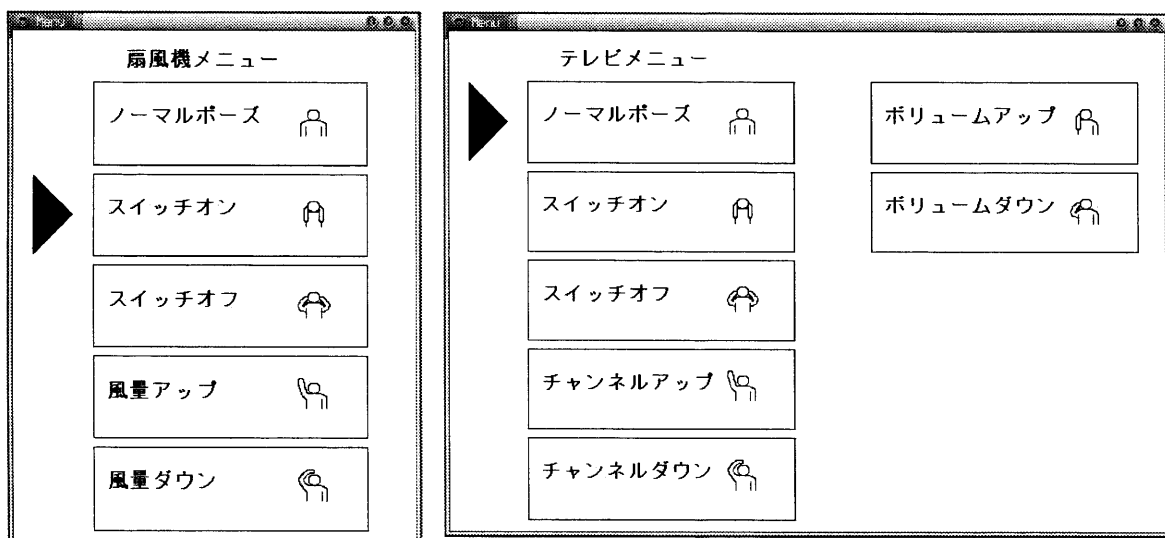 Menu
扇風機メニュー
ノーマルポーズ
スイッチオン
スイッチオフ
風量アップ
風量ダウン
Menu
テレビメニュー
ノーマルポーズ
スイッチオン
スイッチオフ
チャンネルアップ
チャンネルダウン
ボリュームアップ
ボリュームダウン